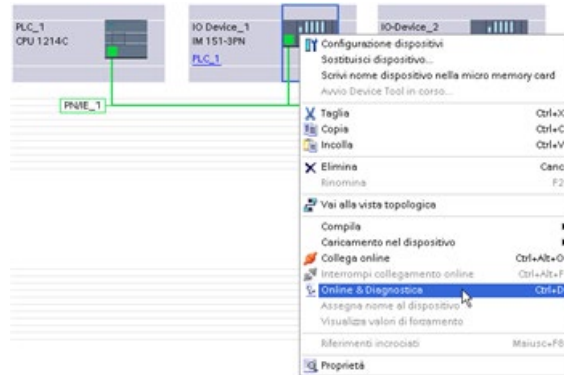 PLC_1
CPU 1214C
IO Device_1
IM 151-3PN
PLC_1
IO-Device_2
PN/IE_1
Configurazione dispositivi
Sostituisci dispositivo...
Scrivi nome dispositivo nella micro memory card
Avvio Device Tool in corso...
Taglia Ctrl+X
Copia Ctrl+C
Incolla Ctrl+V
Elimina Canc
Rinomina F2
Vai alla vista topologica
Compila
Caricamento nel dispositivo
Collega online Ctrl+Alt+O
Interrompi collegamento online Ctrl+Alt+F
Online & Diagnostica Ctrl+D
Assegna nome al dispositivo
Visualizza valori di forzamento
Riferimenti incrociati Maiusc+F8
Proprietà